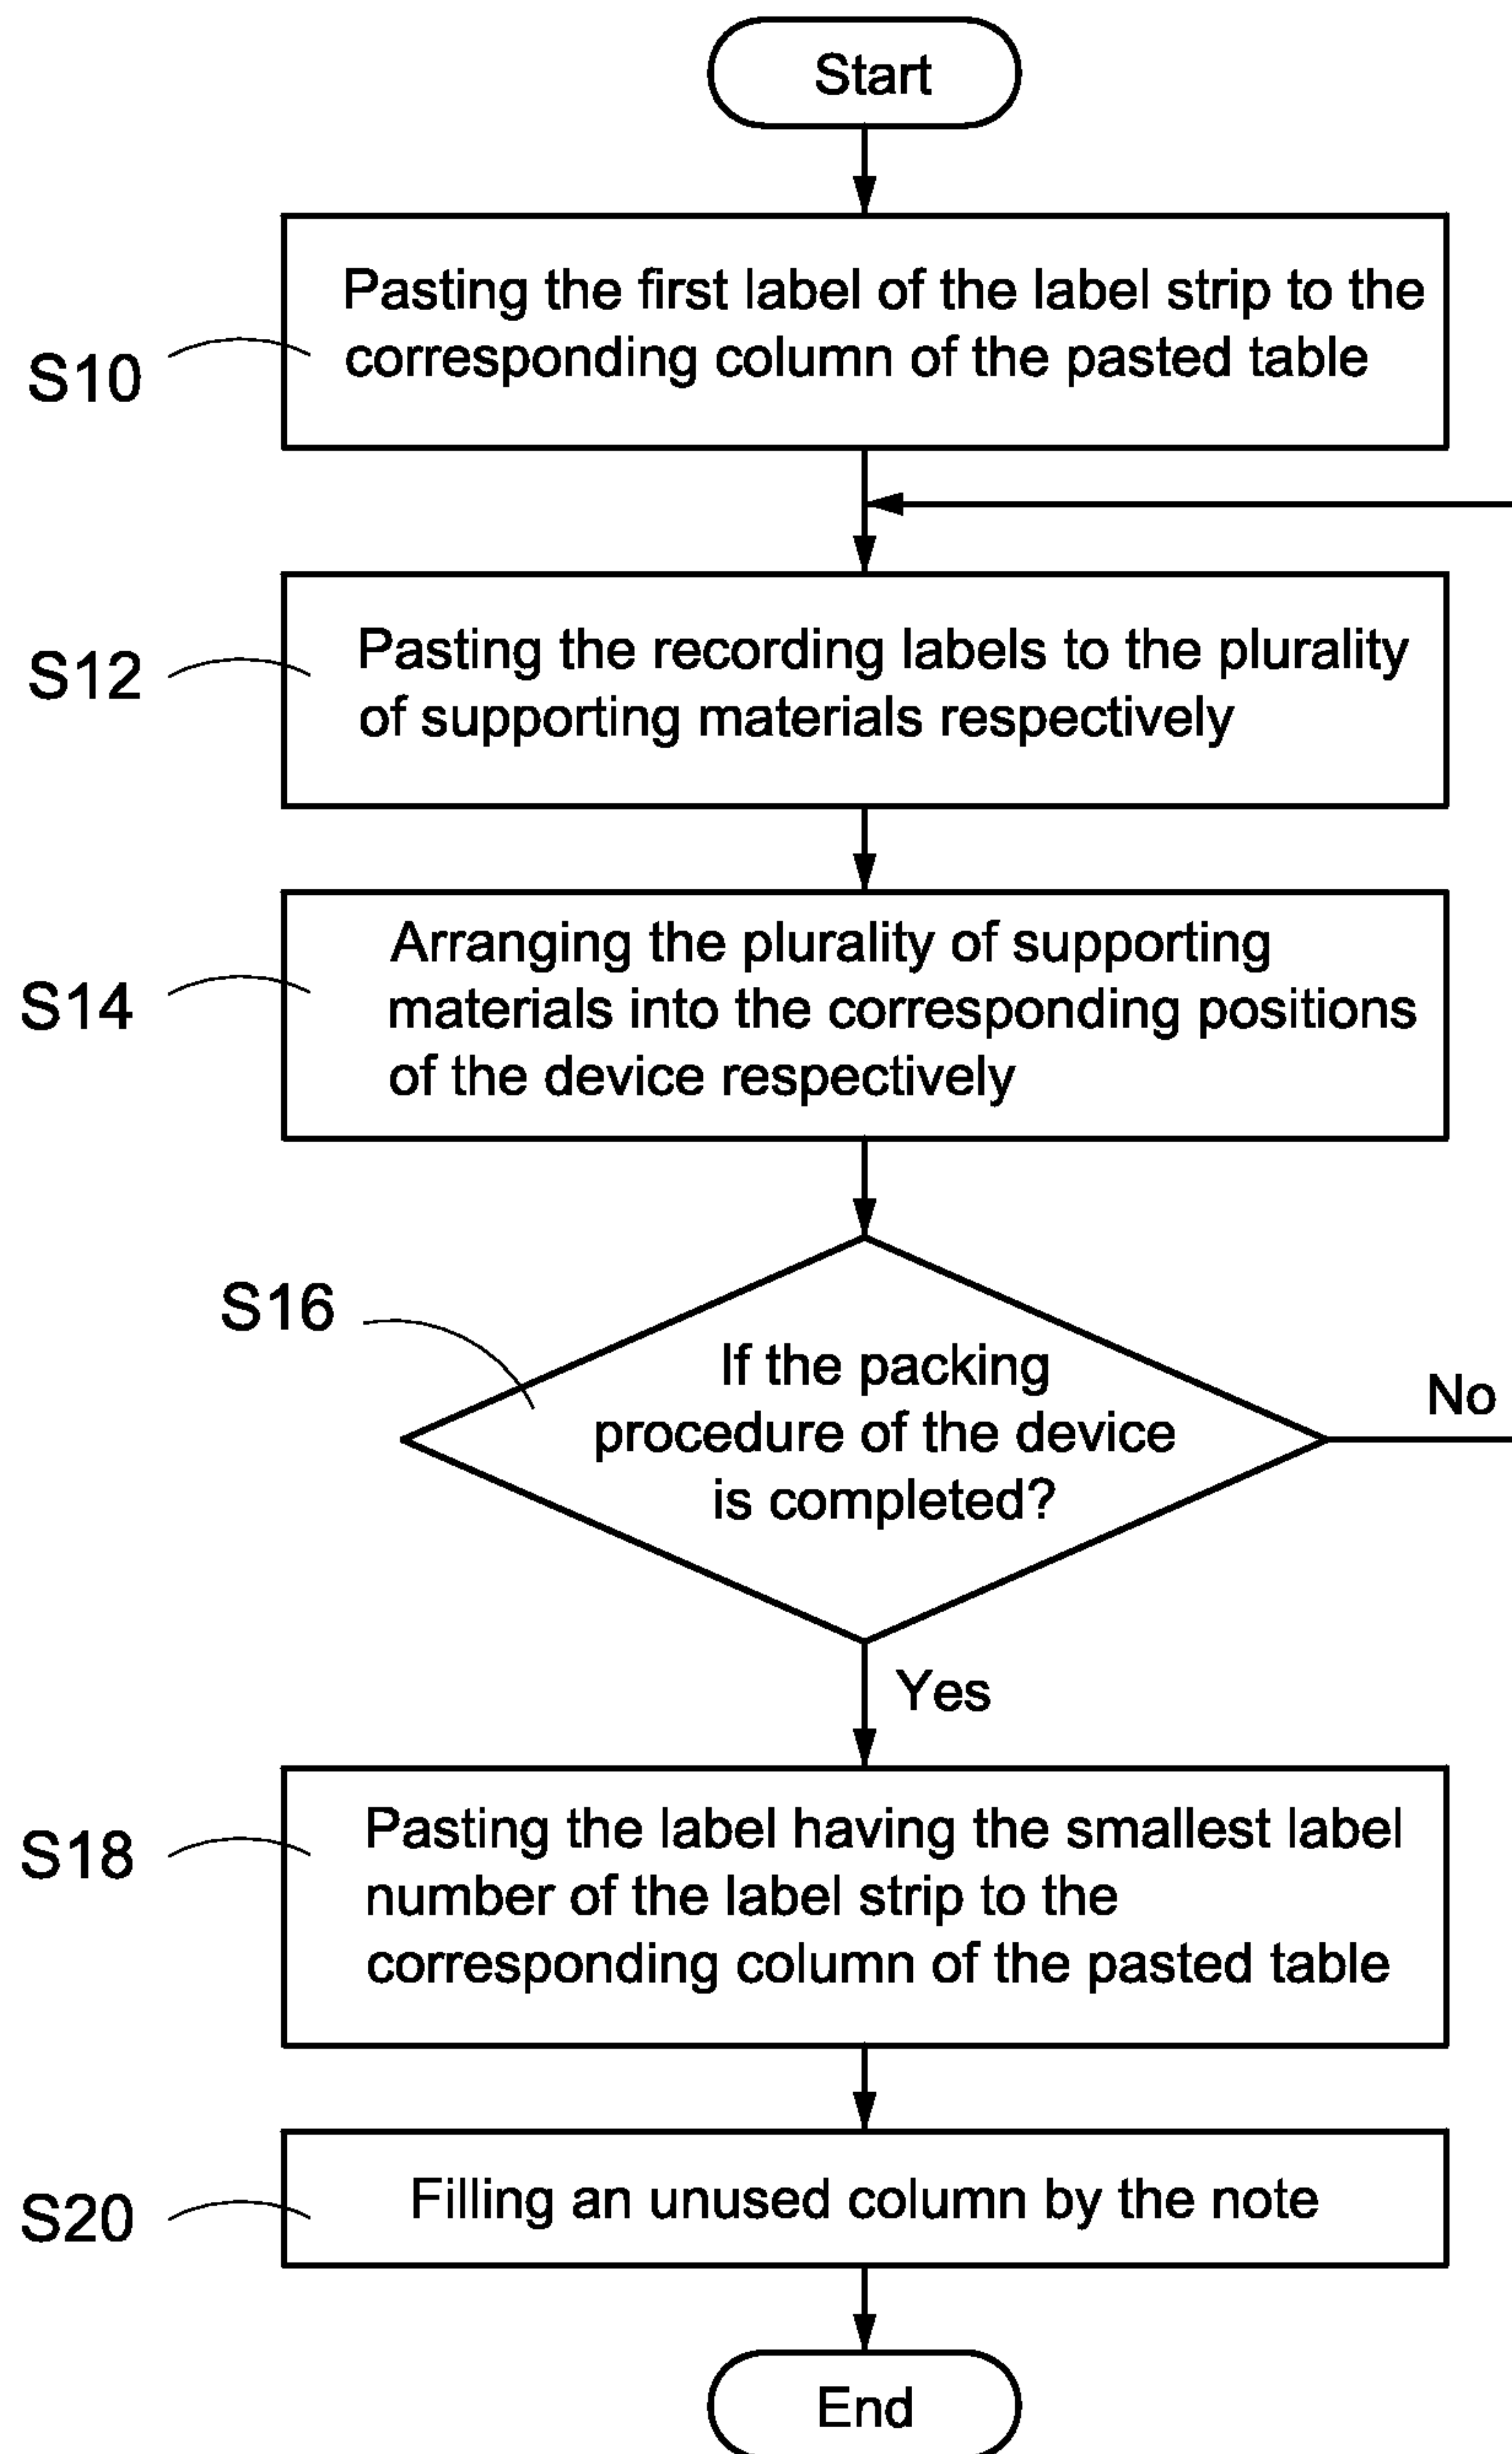 Start
Pasting the first label of the label strip to the
corresponding column of the pasted table
S10
Pasting the recording labels to the plurality
of supporting materials respectively
S12
Arranging the plurality of supporting
materials into the corresponding positions
of the device respectively
S14
S16
If the packing
procedure of the device
is completed?
No
Yes
Pasting the label having the smallest label
number of the label strip to the
corresponding column of the pasted table
S18
Filling an unused column by the note
S20
End